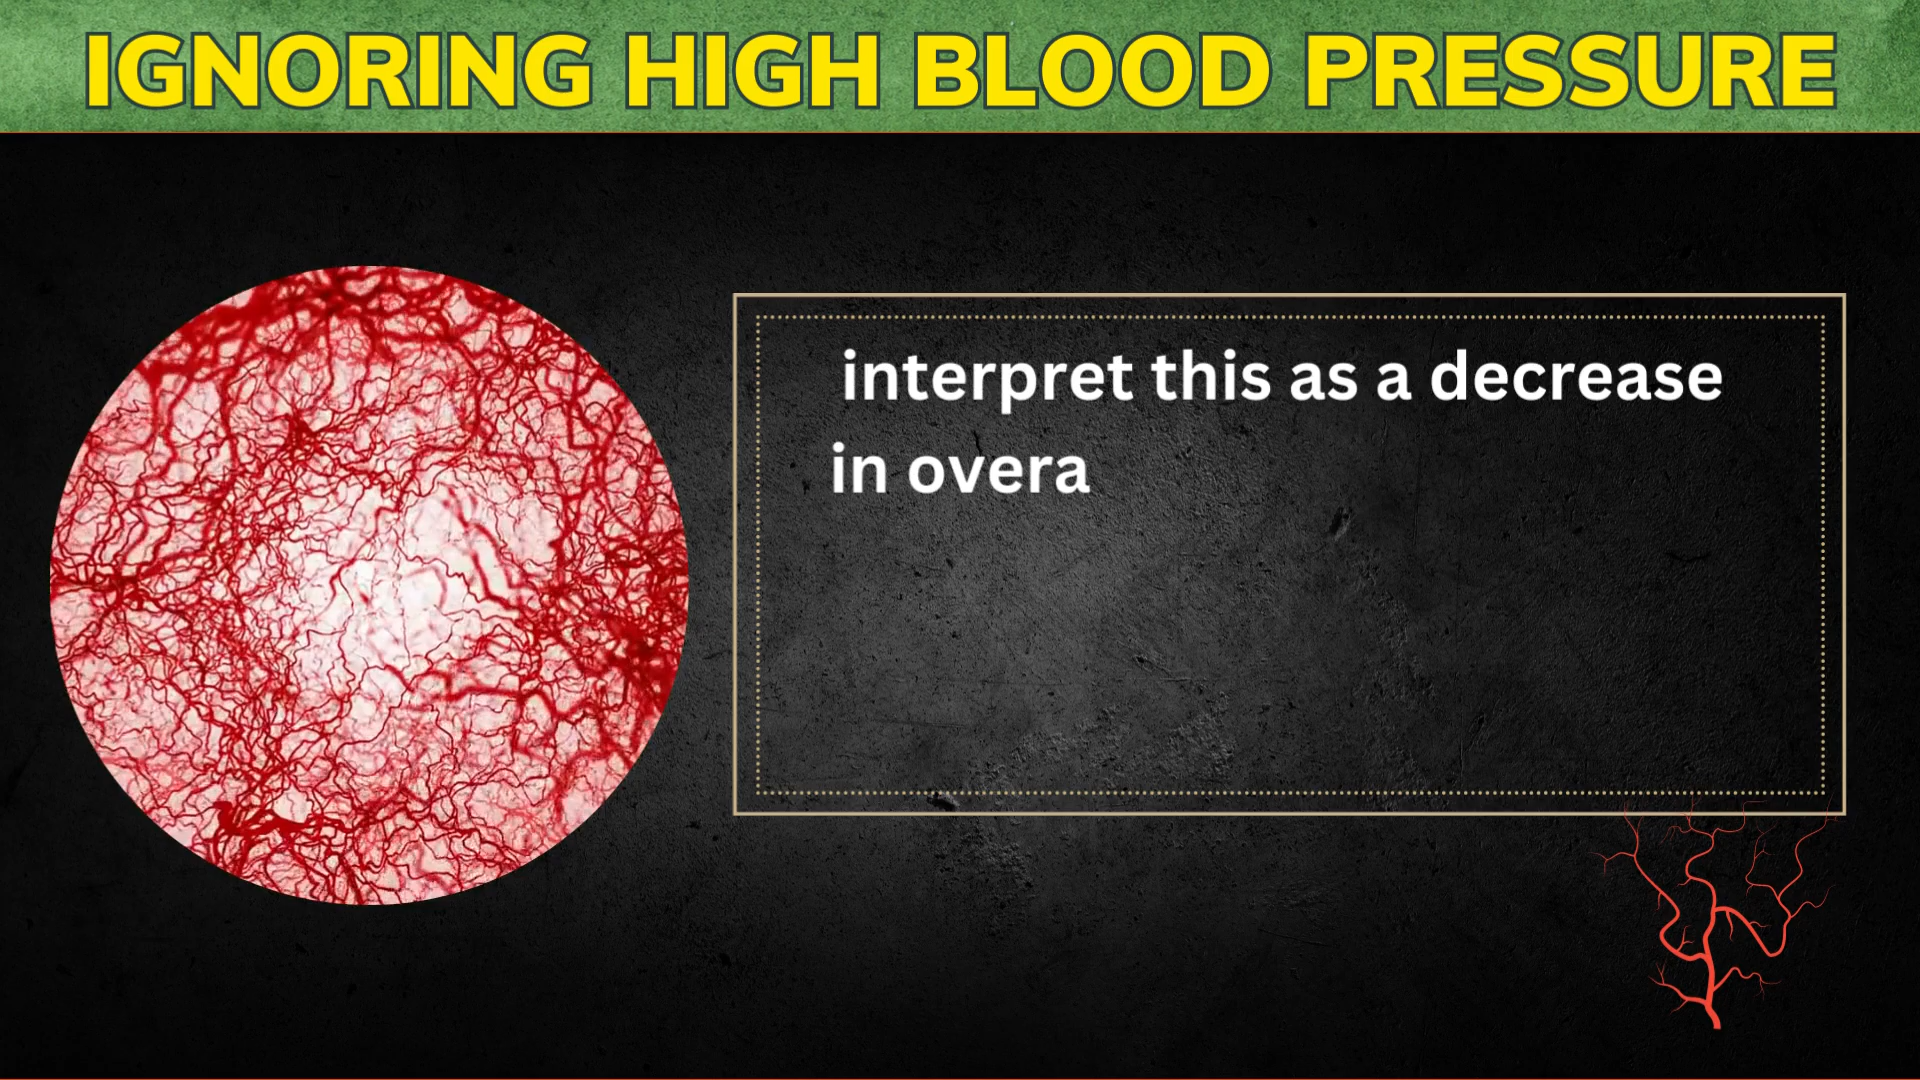 IGNORING HIGH BLOOD PRESSURE
interpret this as a decrease
in overa